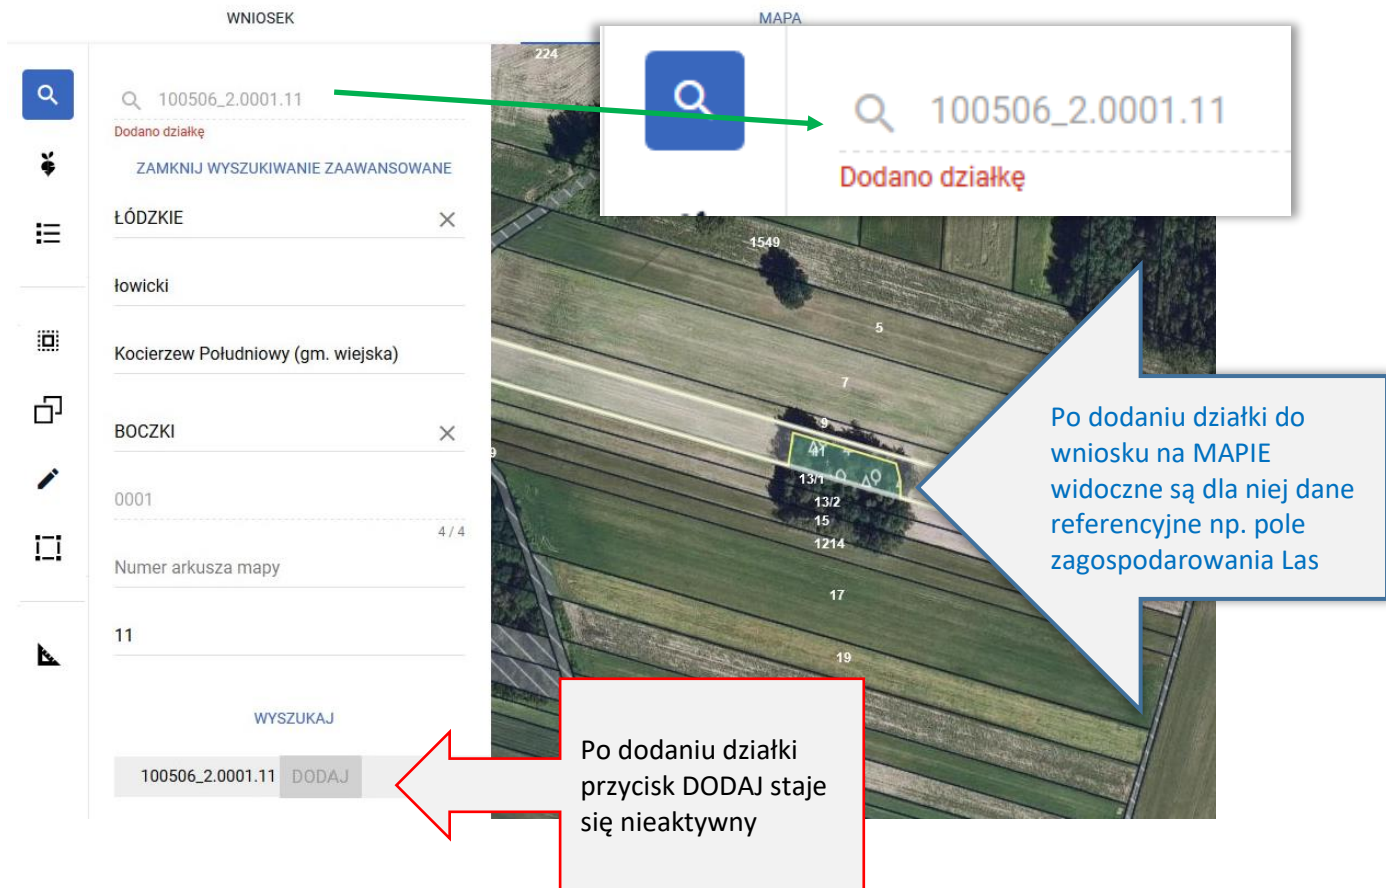 WNIOSEK
MAPA
100506_2.0001.11
Dodano działkę
ZAMKNIJ WYSZUKIWANIE ZAAWANSOWANE
ŁÓDZKIE
łowicki
Kocierzew Południowy (gm. wiejska)
BOCZKI
0001
4 / 4
Numer arkusza mapy
11
WYSZUKAJ
100506_2.0001.11 DODAJ
100506_2.0001.11
Dodano działkę
224
1549
5
7
9
11
13/1
13/2
15
1214
17
19
9
Po dodaniu działki do
wniosku na MAPIE
widoczne są dla niej dane
referencyjne np. pole
zagospodarowania Las
Po dodaniu działki
przycisk DODAJ staje
się nieaktywny